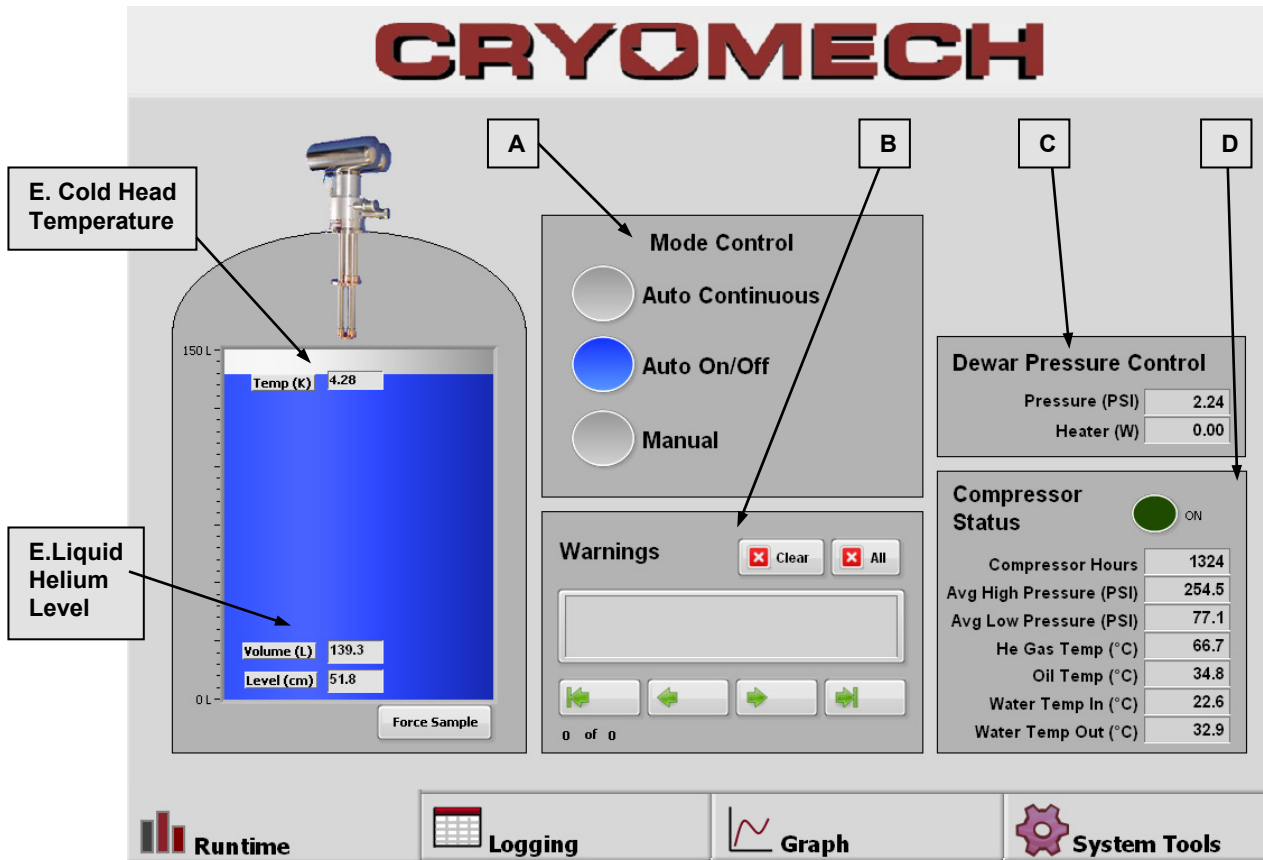 CRYOMECH
A
B
C
D
E. Cold Head
Temperature
Mode Control
Auto Continuous
Auto On/Off
Manual
150 L
Temp (K) 4.28
E.Liquid
Helium
Level
Volume (L) 139.3
Level (cm) 51.8
0 L
Force Sample
Warnings
Clear
All
0 of 0
Dewar Pressure Control
Pressure (PSI) 2.24
Heater (W) 0.00
Compressor
Status
ON
Compressor Hours 1324
Avg High Pressure (PSI) 254.5
Avg Low Pressure (PSI) 77.1
He Gas Temp (°C) 66.7
Oil Temp (°C) 34.8
Water Temp In (°C) 22.6
Water Temp Out (°C) 32.9
Runtime
Logging
Graph
System Tools